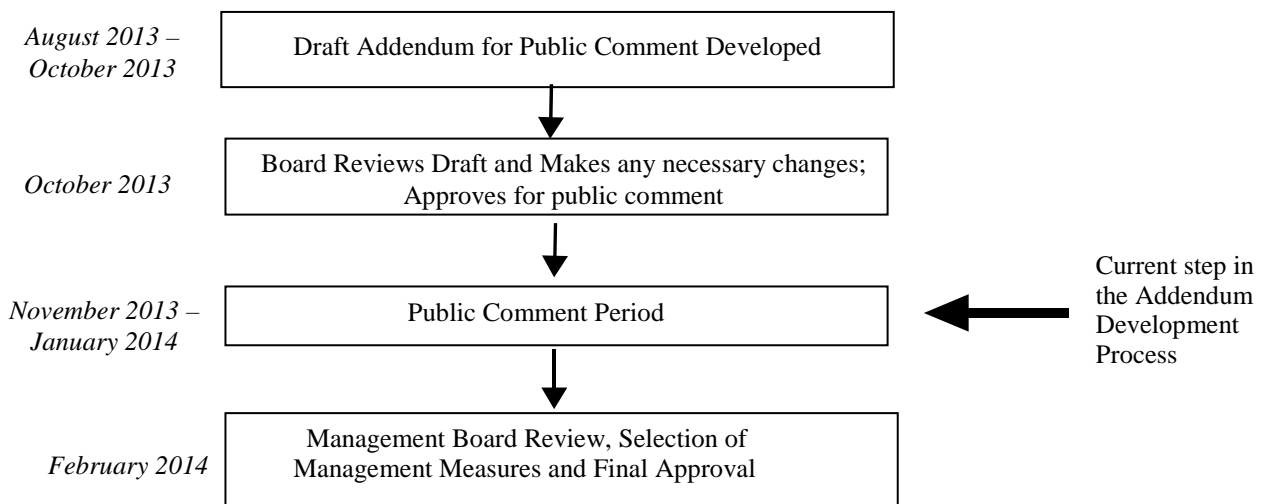 August 2013 –
October 2013
Draft Addendum for Public Comment Developed
October 2013
Board Reviews Draft and Makes any necessary changes;
Approves for public comment
November 2013 –
January 2014
Public Comment Period
Current step in
the Addendum
Development
Process
February 2014
Management Board Review, Selection of
Management Measures and Final Approval